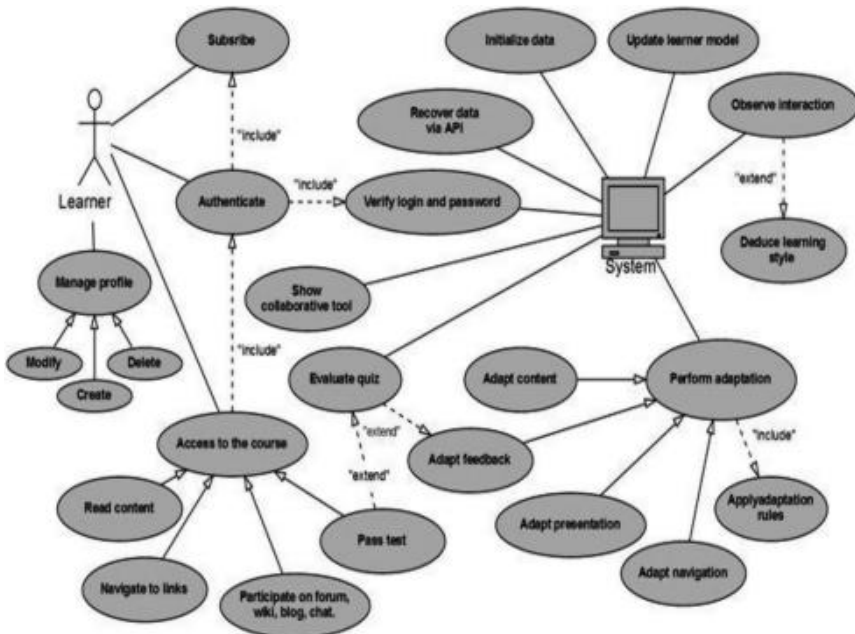 Subsribe
Initialize data
Update learner model
Recover data
via API
Observe interaction
"include"
"extend"
Learner
Authenticate
"include"
Verify login and password
System
Deduce learning
style
Manage profile
Show
collaborative tool
Modify
Delete
Create
"include"
Evaluate quiz
Adapt content
Perform adaptation
"extend"
"include"
Access to the course
"extend"
Adapt feedback
Read content
Pass test
Adapt presentation
Applyadaptation
rules
Navigate to links
Participate on forum,
wiki, blog, chat.
Adapt navigation